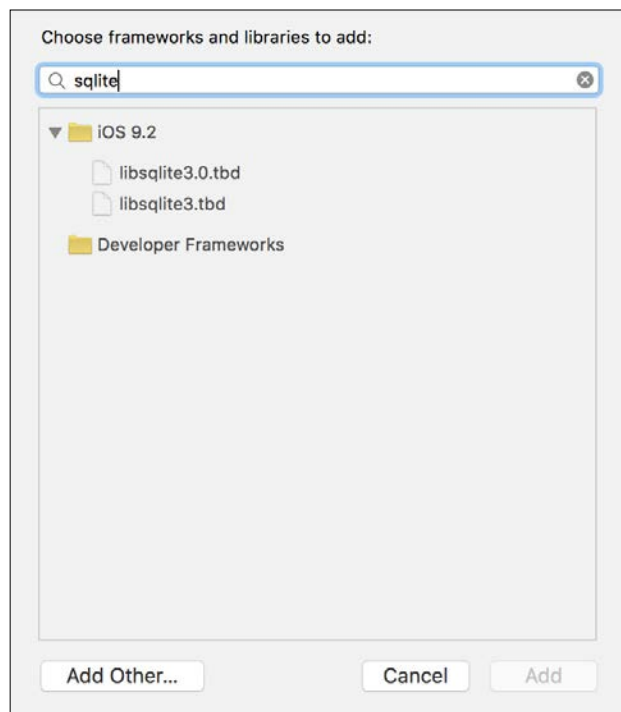 Choose frameworks and libraries to add:
sqlite
iOS 9.2
libsqlite3.0.tbd
libsqlite3.tbd
Developer Frameworks
Add Other... Cancel Add